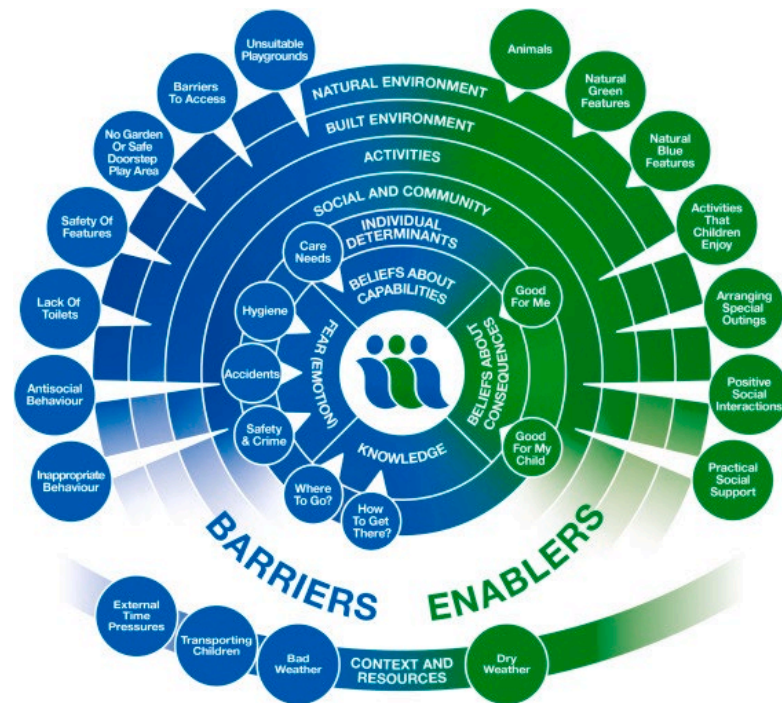 Unsuitable
Playgrounds
Animals
Barriers
To Access
Natural
Green
Features
NATURAL ENVIRONMENT
BUILT ENVIRONMENT
No Garden
Or Safe
Doorstep
Play Area
Natural
Blue
Features
ACTIVITIES
Safety Of
Features
SOCIAL AND COMMUNITY
Activities
That
Children
Enjoy
INDIVIDUAL
DETERMINANTS
Care
Needs
BELIEFS ABOUT
CAPABILITIES
Good
For Me
Lack Of
Toilets
Hygiene
Arranging
Special
Outings
FEAR (EMOTION)
BELIEFS ABOUT
CONSEQUENCES
Accidents
Antisocial
Behaviour
Positive
Social
Interactions
Safety
& Crime
KNOWLEDGE
Good
For My
Child
Inappropriate
Behaviour
Practical
Social
Support
Where
To Go?
How
To Get
There?
BARRIERS
ENABLERS
External
Time
Pressures
Transporting
Children
Bad
Weather
CONTEXT AND
RESOURCES
Dry
Weather